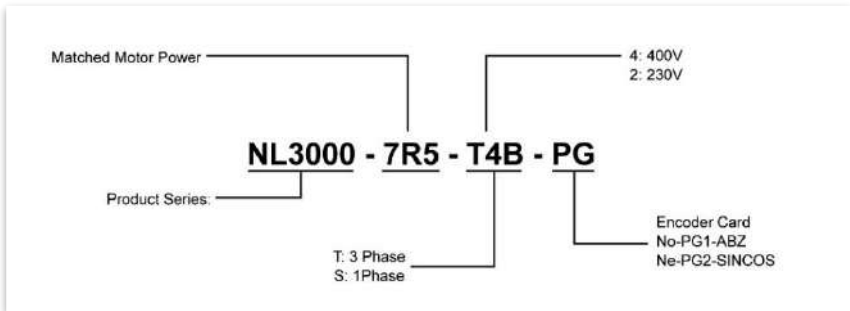 Matched Motor Power
4: 400V
2: 230V
NL3000 - 7R5 - T4B - PG
Product Series:
T: 3 Phase
S: 1Phase
Encoder Card
No-PG1-ABZ
Ne-PG2-SINCOS